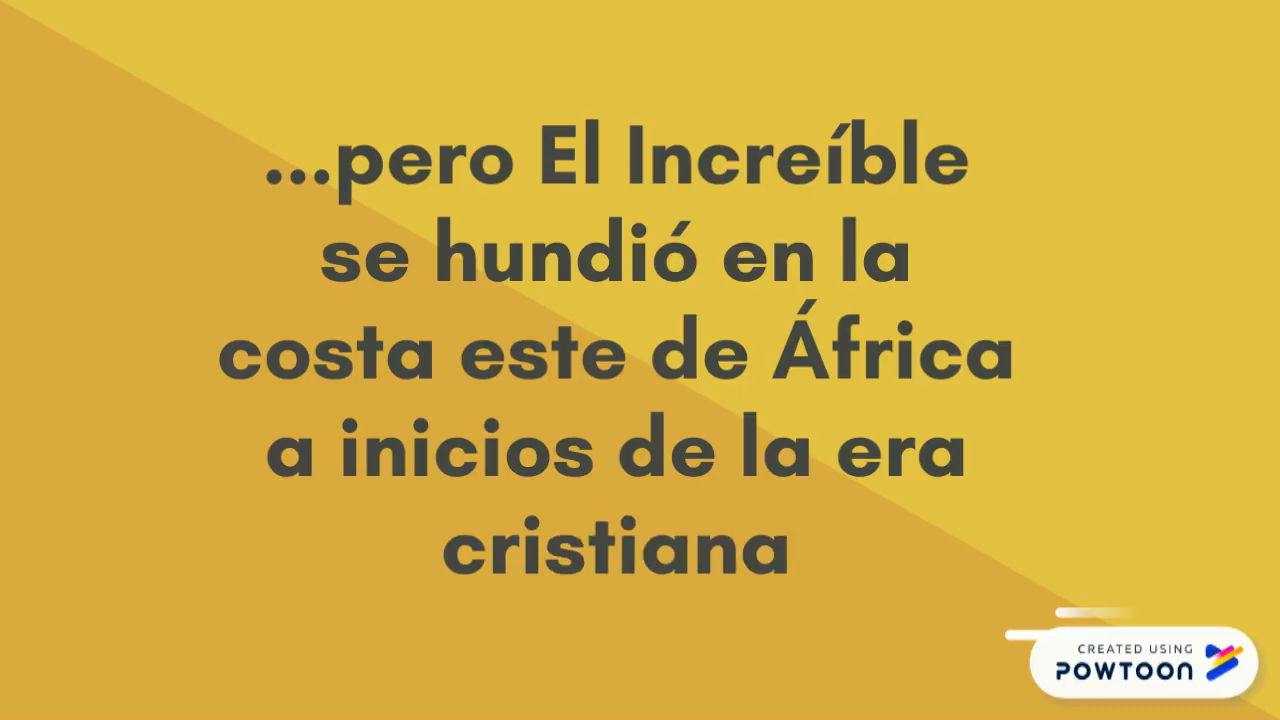 ...pero El Increíble
se hundió en la
costa este de África
a inicios de la era
cristiana
CREATED USING
POWTOON